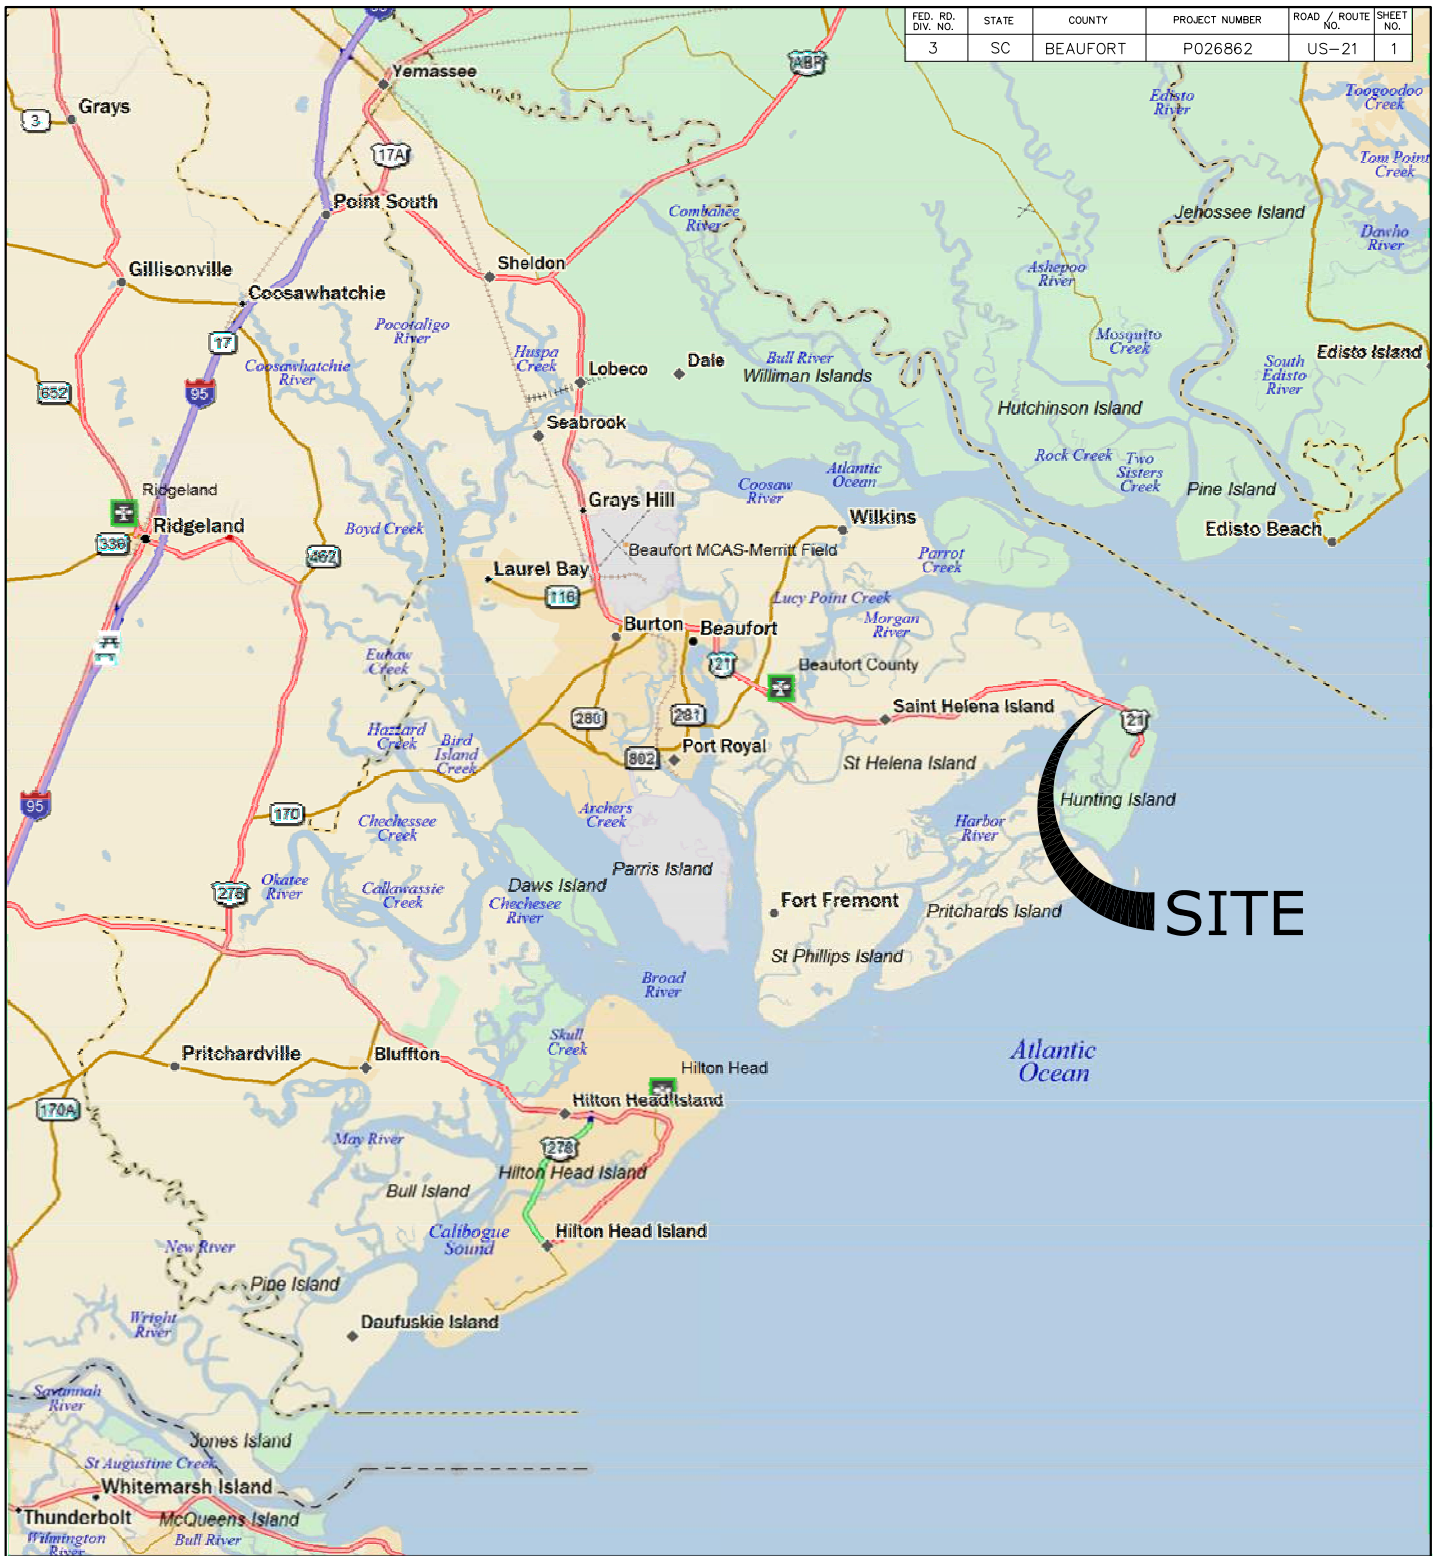 FED. RD. DIV. NO.
STATE
COUNTY
PROJECT NUMBER
ROAD / ROUTE NO.
SHEET NO.
3
SC
BEAUFORT
P026862
US-21
1
Yemassee
Grays
3
17A
Edisto
River
Toogoodoo
Creek
Tom Point
Creek
Point South
Combahee
River
Jehossee Island
Dawho
River
Gillisonville
Sheldon
Ashepoo
River
Coosawhatchie
Pocotaligo
River
17
Huspa
Creek
Mosquito
Creek
Coosawhatchie
River
Lobeco
Dale
Bull River
Williman Islands
South
Edisto
River
Edisto Island
652
95
Hutchinson Island
Seabrook
Rock Creek
Two
Sisters
Creek
Atlantic
Ocean
Coosaw
River
Pine Island
Ridgeland
Grays Hill
Wilkins
Edisto Beach
Ridgeland
Boyd Creek
336
462
Beaufort MCAS-Merritt Field
Parrot
Creek
Laurel Bay
116
Lucy Point Creek
Morgan
River
Burton
Beaufort
Euhaw
Creek
21
Beaufort County
280
281
Saint Helena Island
21
Hazzard
Creek
Bird
Island
Creek
802
Port Royal
St Helena Island
Hunting Island
95
170
Chechessee
Creek
Archers
Creek
Harbor
River
Parris Island
278
Okatee
River
Callawassie
Creek
Daws Island
Chechesee
River
Fort Fremont
Pritchards Island
SITE
St Phillips Island
Broad
River
Skull
Creek
Pritchardville
Bluffton
Hilton Head
Atlantic
Ocean
170A
Hilton Head Island
May River
278
Hilton Head Island
Bull Island
Calibogue
Sound
Hilton Head Island
New River
Pine Island
Wright
River
Daufuskie Island
Savannah
River
Jones Island
St Augustine Creek
Whitemarsh Island
Thunderbolt
McQueens Island
Wilmington
River
Bull River